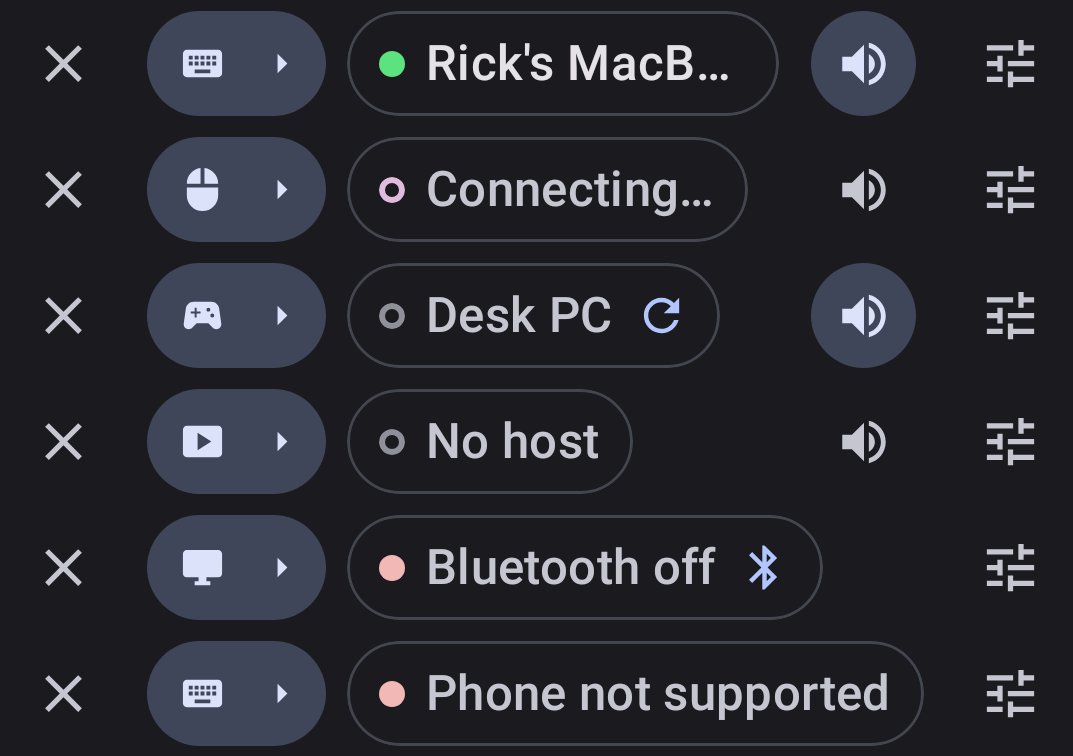 Rick's MacB…
Connecting…
Desk PC
No host
Bluetooth off
Phone not supported